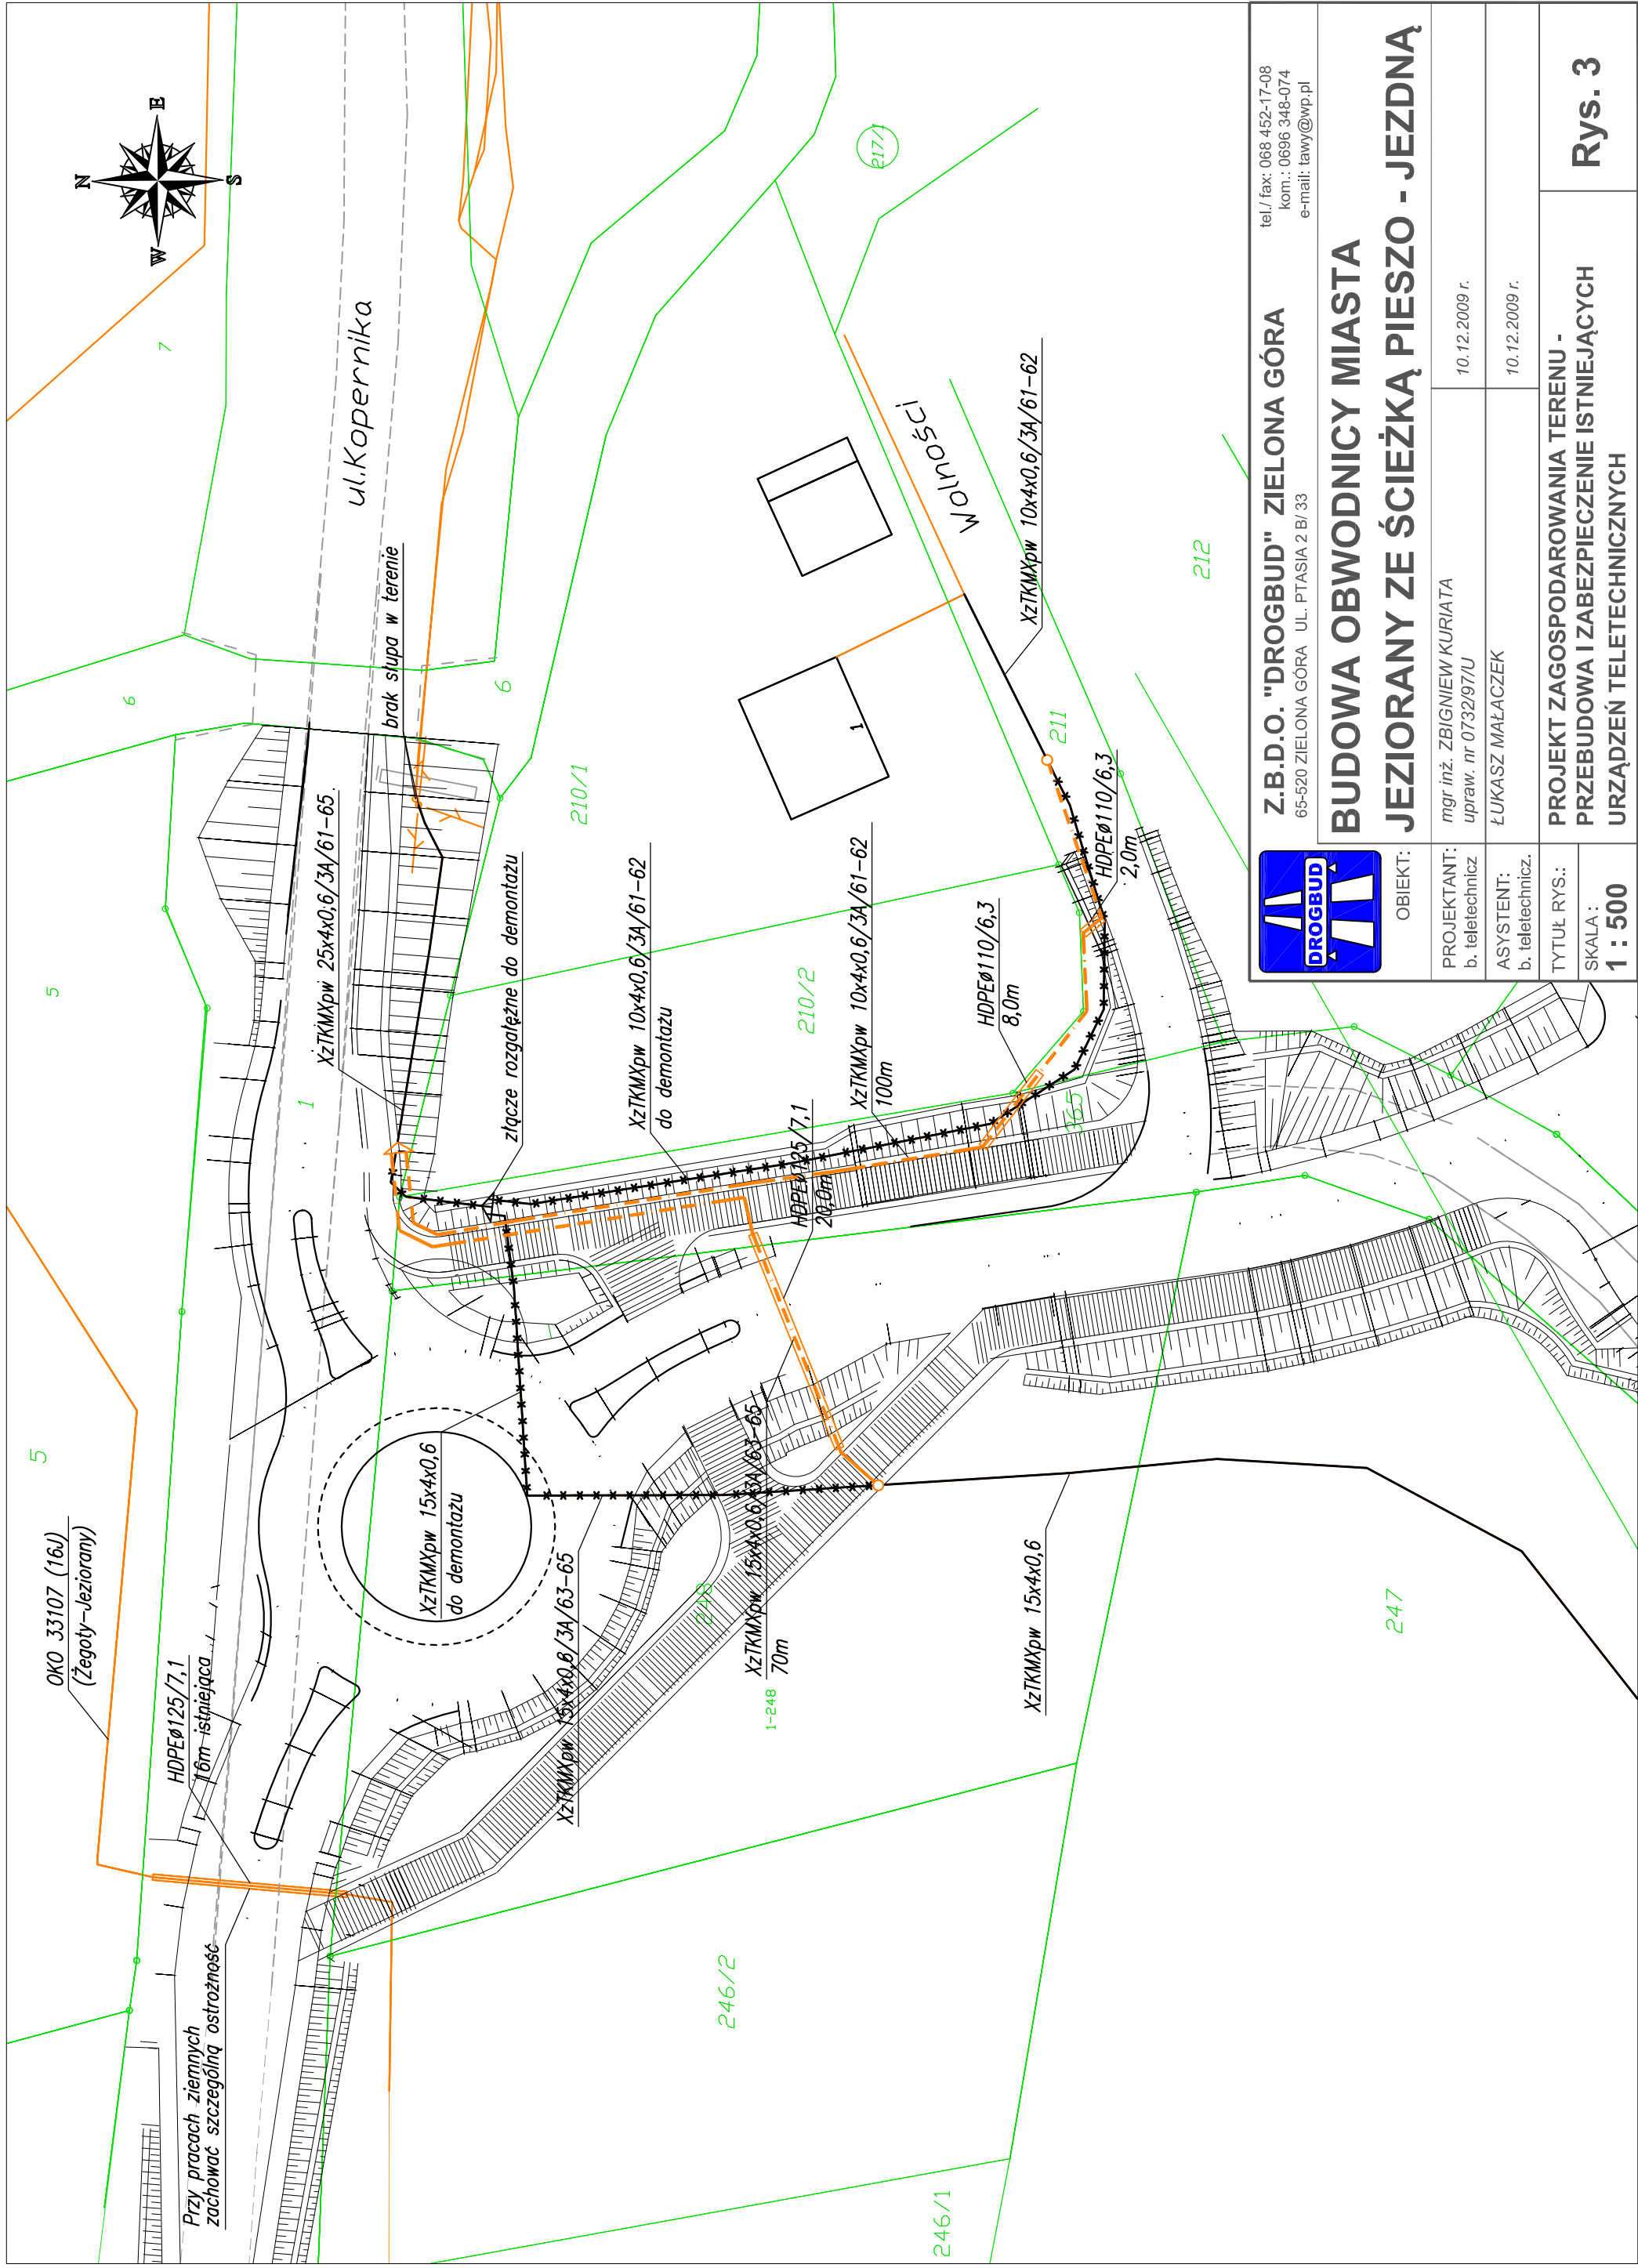 N
E
S
W
7
ul.Kopernika
217/1
6
6
5
5
1
brak słupa w terenie
XzTKMXpw 25x4x0,6/3A/61-65
złącze rozgałęźne do demontażu
XzTKMXpw 10x4x0,6/3A/61-62
do demontażu
210/1
210/2
XzTKMXpw 10x4x0,6/3A/61-62
100m
HDPEø110/6,3
8,0m
HDPEø110/6,3
2,0m
HDPEø125/7,1
20,0m
1
Wolności
XzTKMXpw 10x4x0,6/3A/61-62
211
212
365
OKO 33107 (16J)
(Żegoty-Jeziorany)
HDPEø125/7,1
16m istniejąca
Przy pracach ziemnych
zachować szczególną ostrożność
XzTKMXpw 15x4x0,6
do demontażu
XzTKMXpw 15x4x0,6/3A/63-65
XzTKMXpw 15x4x0,6/3A/63-65
70m
248
1-248
XzTKMXpw 15x4x0,6
247
246/2
246/1
DROGBUD
Z.B.D.O. "DROGBUD" ZIELONA GÓRA
65-520 ZIELONA GÓRA UL. PTASIA 2 B/ 33
tel./ fax: 068 452-17-08
kom.: 0696 348-074
e-mail: tawy@wp.pl
OBIEKT:
BUDOWA OBWODNICY MIASTA
JEZIORANY ZE ŚCIEŻKĄ PIESZO - JEZDNĄ
PROJEKTANT:
b. teletechnicz
mgr inż. ZBIGNIEW KURIATA
upraw. nr 0732/97/U
10.12.2009 r.
ASYSTENT:
b. teletechnicz.
ŁUKASZ MAŁACZEK
10.12.2009 r.
TYTUŁ RYS.:
PROJEKT ZAGOSPODAROWANIA TERENU -
PRZEBUDOWA I ZABEZPIECZENIE ISTNIEJĄCYCH
URZĄDZEŃ TELETECHNICZNYCH
SKALA :
1 : 500
Rys. 3